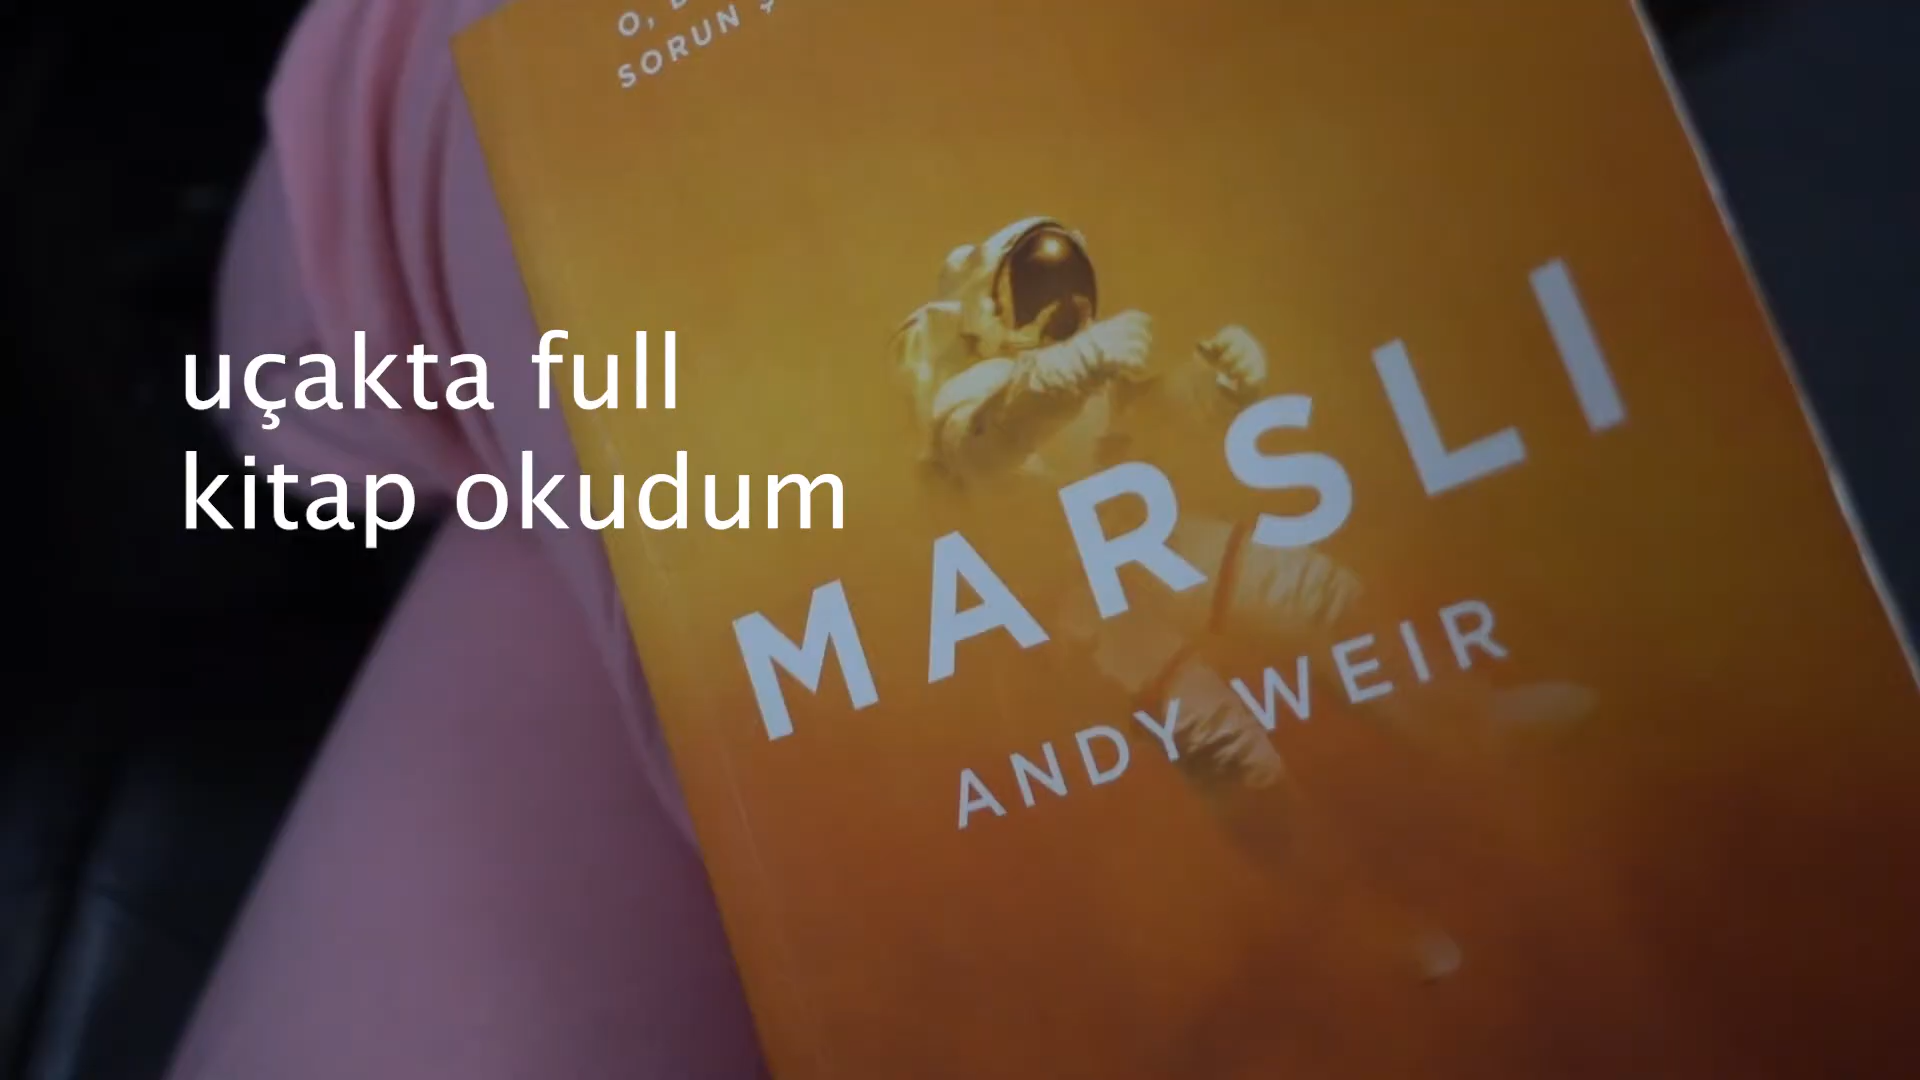 SORUN
uçakta full
kitap okudum
MARSLI
ANDY WEIR